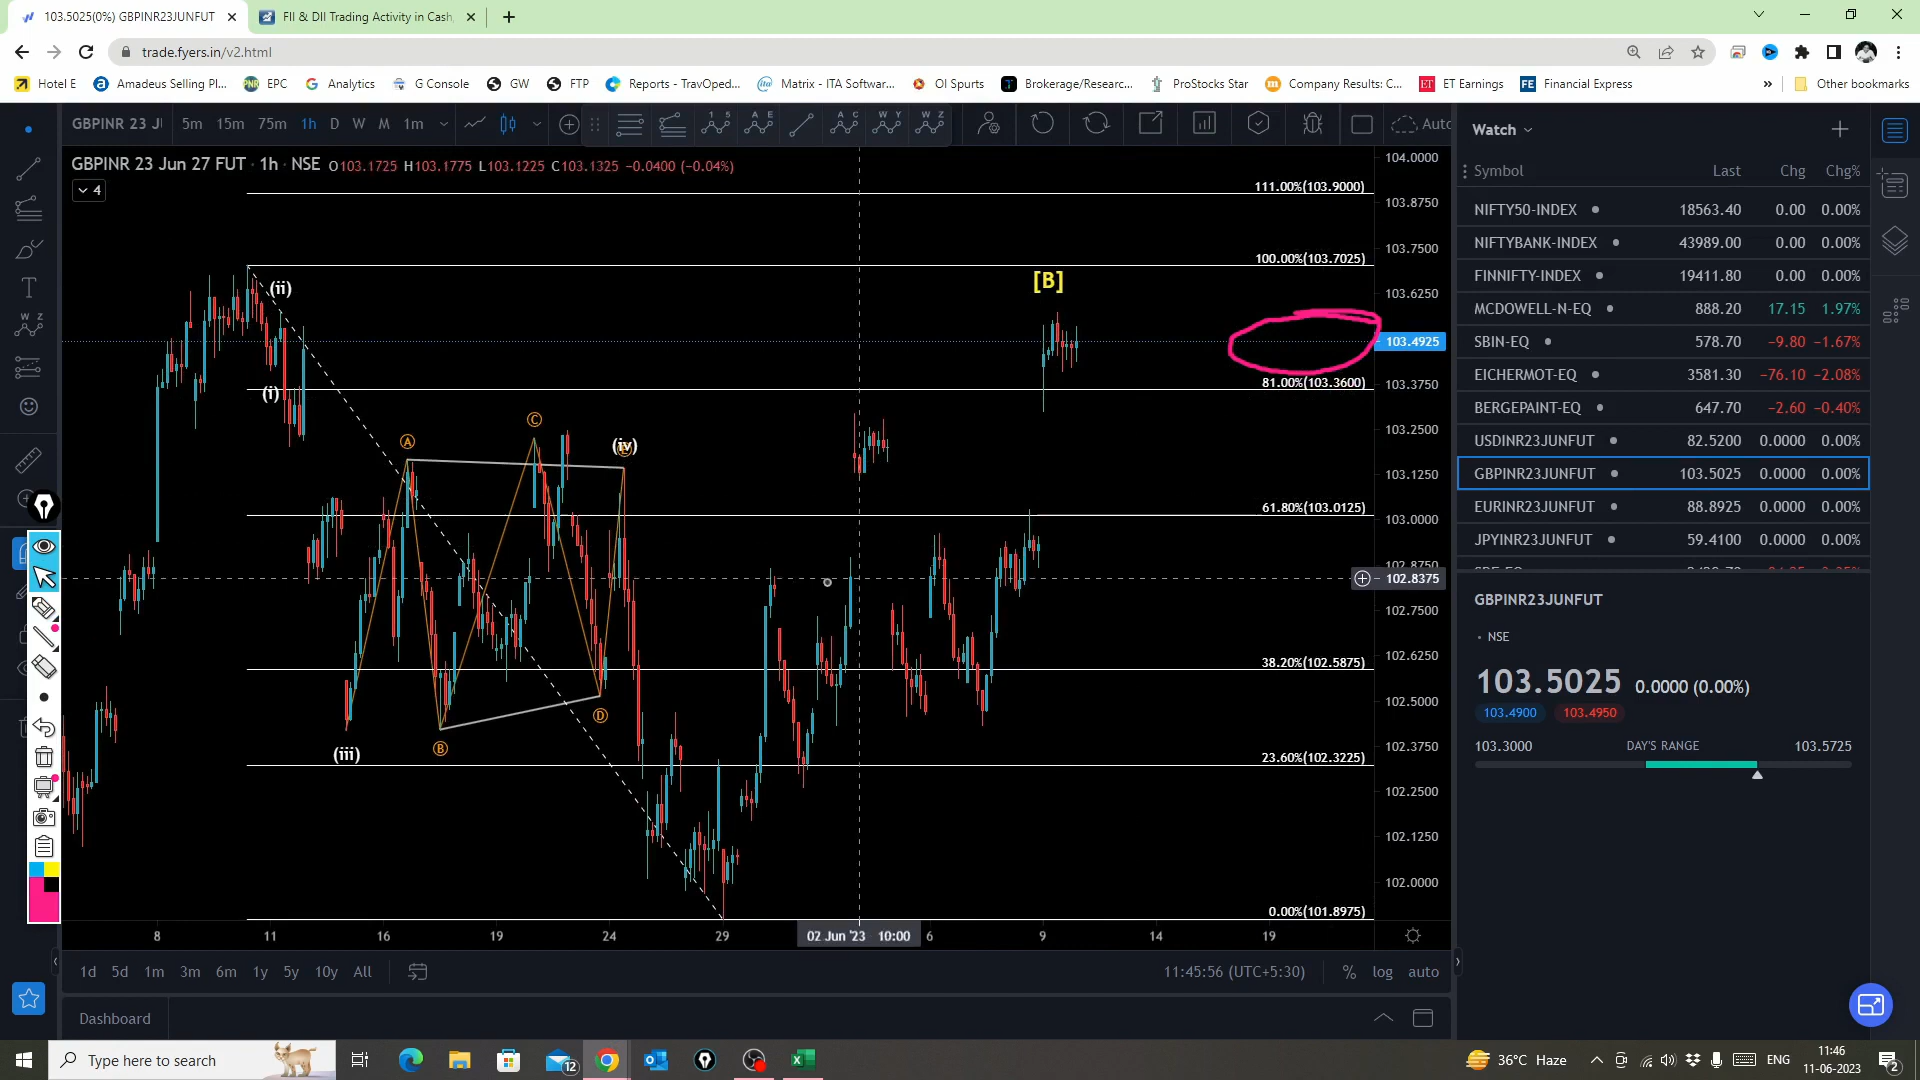 103.5025(0%) GBPINR23JUNFUT
FII & DII Trading Activity in Cash,
trade.fyers.in/v2.html
Hotel E
Amadeus Selling Pl...
EPC
Analytics
G Console
GW
FTP
Reports - TravOped...
Matrix - ITA Softwar...
OI Spurts
Brokerage/Researc...
ProStocks Star
Company Results: C...
ET Earnings
Financial Express
Other bookmarks
GBPINR 23 JU
5m 15m 75m 1h D W M 1m
Auto
GBPINR 23 Jun 27 FUT · 1h · NSE O103.1725 H103.1775 L103.1225 C103.1325 −0.0400 (−0.04%)
4
111.00%(103.9000)
100.00%(103.7025)
[B]
(ii)
81.00%(103.3600)
(i)
C
A
(iv)
61.80%(103.0125)
38.20%(102.5875)
D
B
(iii)
23.60%(102.3225)
0.00%(101.8975)
104.0000
103.8750
103.7500
103.6250
103.4925
103.3750
103.2500
103.1250
103.0000
102.8750
102.8375
102.7500
102.6250
102.5000
102.3750
102.2500
102.1250
102.0000
8 11 16 19 24 29 02 Jun '23 10:00 6 9 14 19
1d 5d 1m 3m 6m 1y 5y 10y All
11:45:56 (UTC+5:30) % log auto
Dashboard
Watch
Symbol Last Chg Chg%
NIFTY50-INDEX 18563.40 0.00 0.00%
NIFTYBANK-INDEX 43989.00 0.00 0.00%
FINNIFTY-INDEX 19411.80 0.00 0.00%
MCDOWELL-N-EQ 888.20 17.15 1.97%
SBIN-EQ 578.70 −9.80 −1.67%
EICHERMOT-EQ 3581.30 −76.10 −2.08%
BERGEPAINT-EQ 647.70 −2.60 −0.40%
USDINR23JUNFUT 82.5200 0.0000 0.00%
GBPINR23JUNFUT 103.5025 0.0000 0.00%
EURINR23JUNFUT 88.8925 0.0000 0.00%
JPYINR23JUNFUT 59.4100 0.0000 0.00%
GBPINR23JUNFUT
NSE
103.5025 0.0000 (0.00%)
103.4900 103.4950
103.3000 DAY'S RANGE 103.5725
Type here to search
12
36°C Haze
ENG
11:46
11-06-2023
2